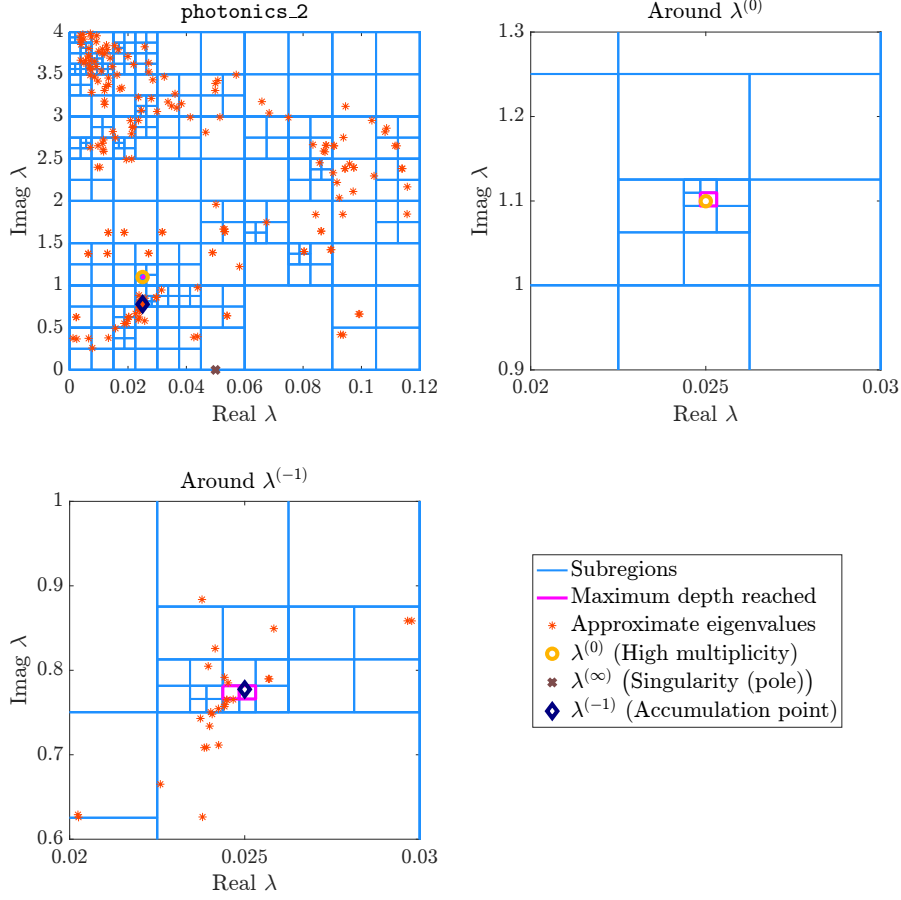 photonics_2
Imag λ
4
3.5
3
2.5
2
1.5
1
0.5
0
0 0.02 0.04 0.06 0.08 0.1 0.12
Real λ
Around λ^(0)
Imag λ
1.3
1.2
1.1
1
0.9
0.02 0.025 0.03
Real λ
Around λ^(-1)
Imag λ
1
0.9
0.8
0.7
0.6
0.02 0.025 0.03
Real λ
Subregions
Maximum depth reached
Approximate eigenvalues
λ^(0) (High multiplicity)
λ^(∞) (Singularity (pole))
λ^(-1) (Accumulation point)